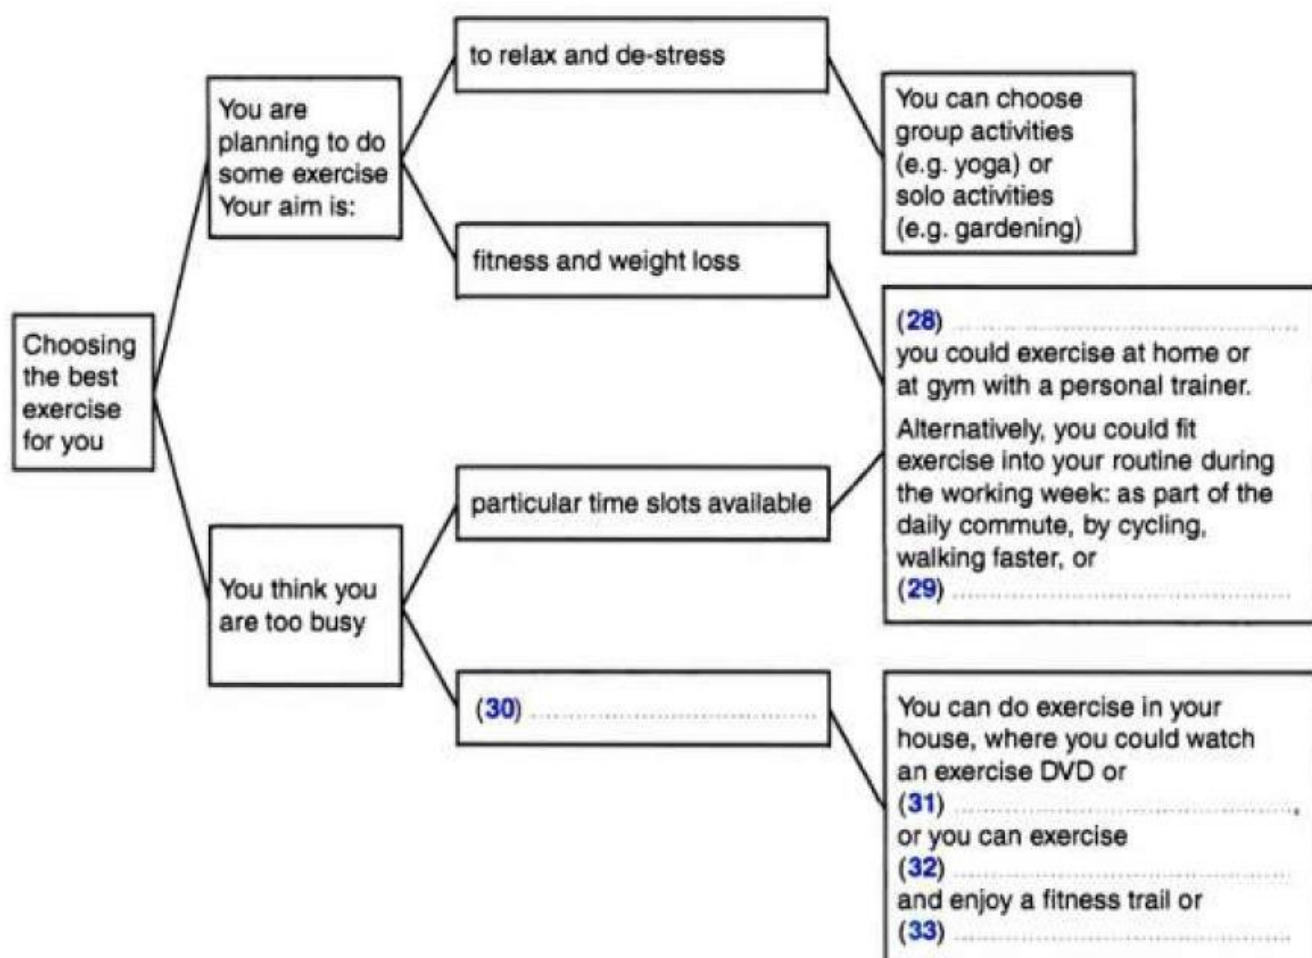 Choosing
the best
exercise
for you
You are
planning to do
some exercise
Your aim is:
to relax and de-stress
You can choose
group activities
(e.g. yoga) or
solo activities
(e.g. gardening)
fitness and weight loss
(28) ........................................
you could exercise at home or
at gym with a personal trainer.
Alternatively, you could fit
exercise into your routine during
the working week: as part of the
daily commute, by cycling,
walking faster, or
(29) ........................................
You think you
are too busy
particular time slots available
(30) ........................................
You can do exercise in your
house, where you could watch
an exercise DVD or
(31) ........................................,
or you can exercise
(32) ........................................
and enjoy a fitness trail or
(33) ........................................